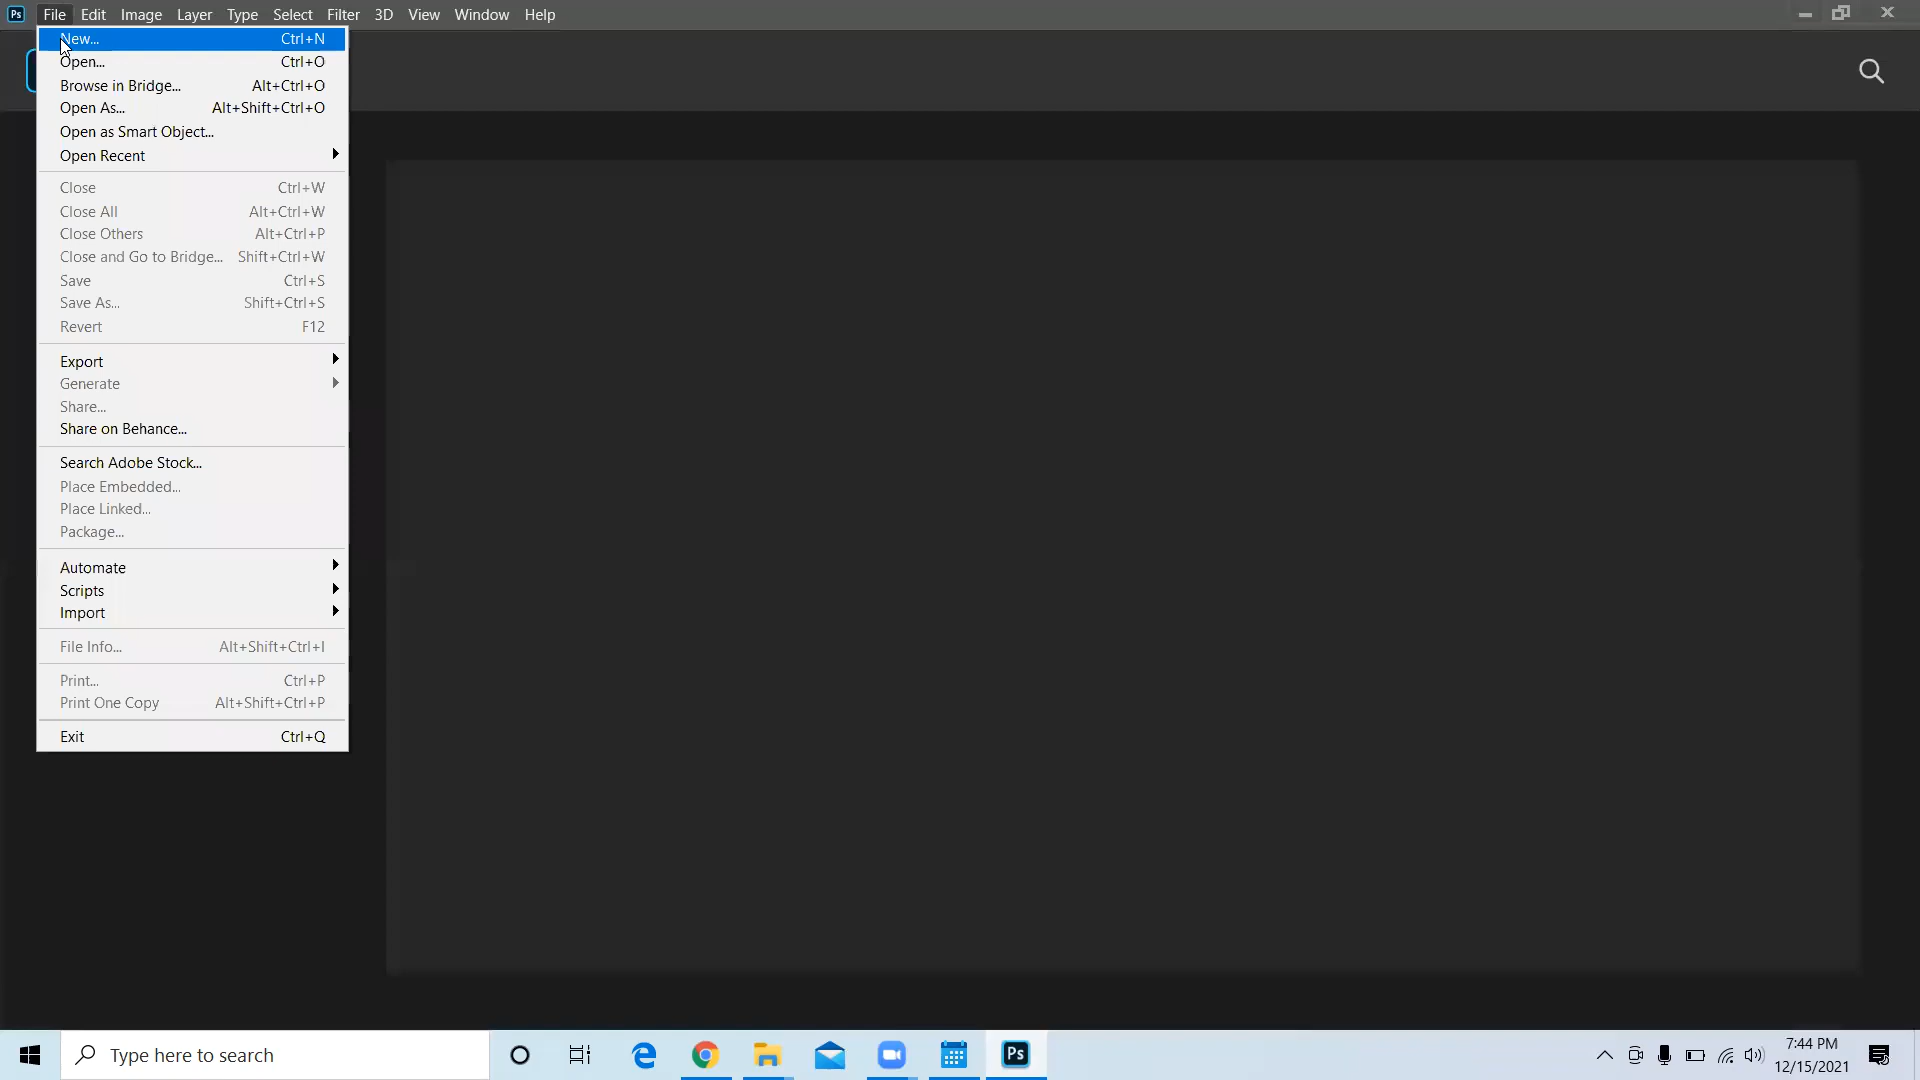 Ps File Edit Image Layer Type Select Filter 3D View Window Help
New... Ctrl+N
Open... Ctrl+O
Browse in Bridge... Alt+Ctrl+O
Open As... Alt+Shift+Ctrl+O
Open as Smart Object...
Open Recent
Close Ctrl+W
Close All Alt+Ctrl+W
Close Others Alt+Ctrl+P
Close and Go to Bridge... Shift+Ctrl+W
Save Ctrl+S
Save As... Shift+Ctrl+S
Revert F12
Export
Generate
Share...
Share on Behance...
Search Adobe Stock...
Place Embedded...
Place Linked...
Package...
Automate
Scripts
Import
File Info... Alt+Shift+Ctrl+I
Print... Ctrl+P
Print One Copy Alt+Shift+Ctrl+P
Exit Ctrl+Q
Type here to search
Ps
7:44 PM
12/15/2021